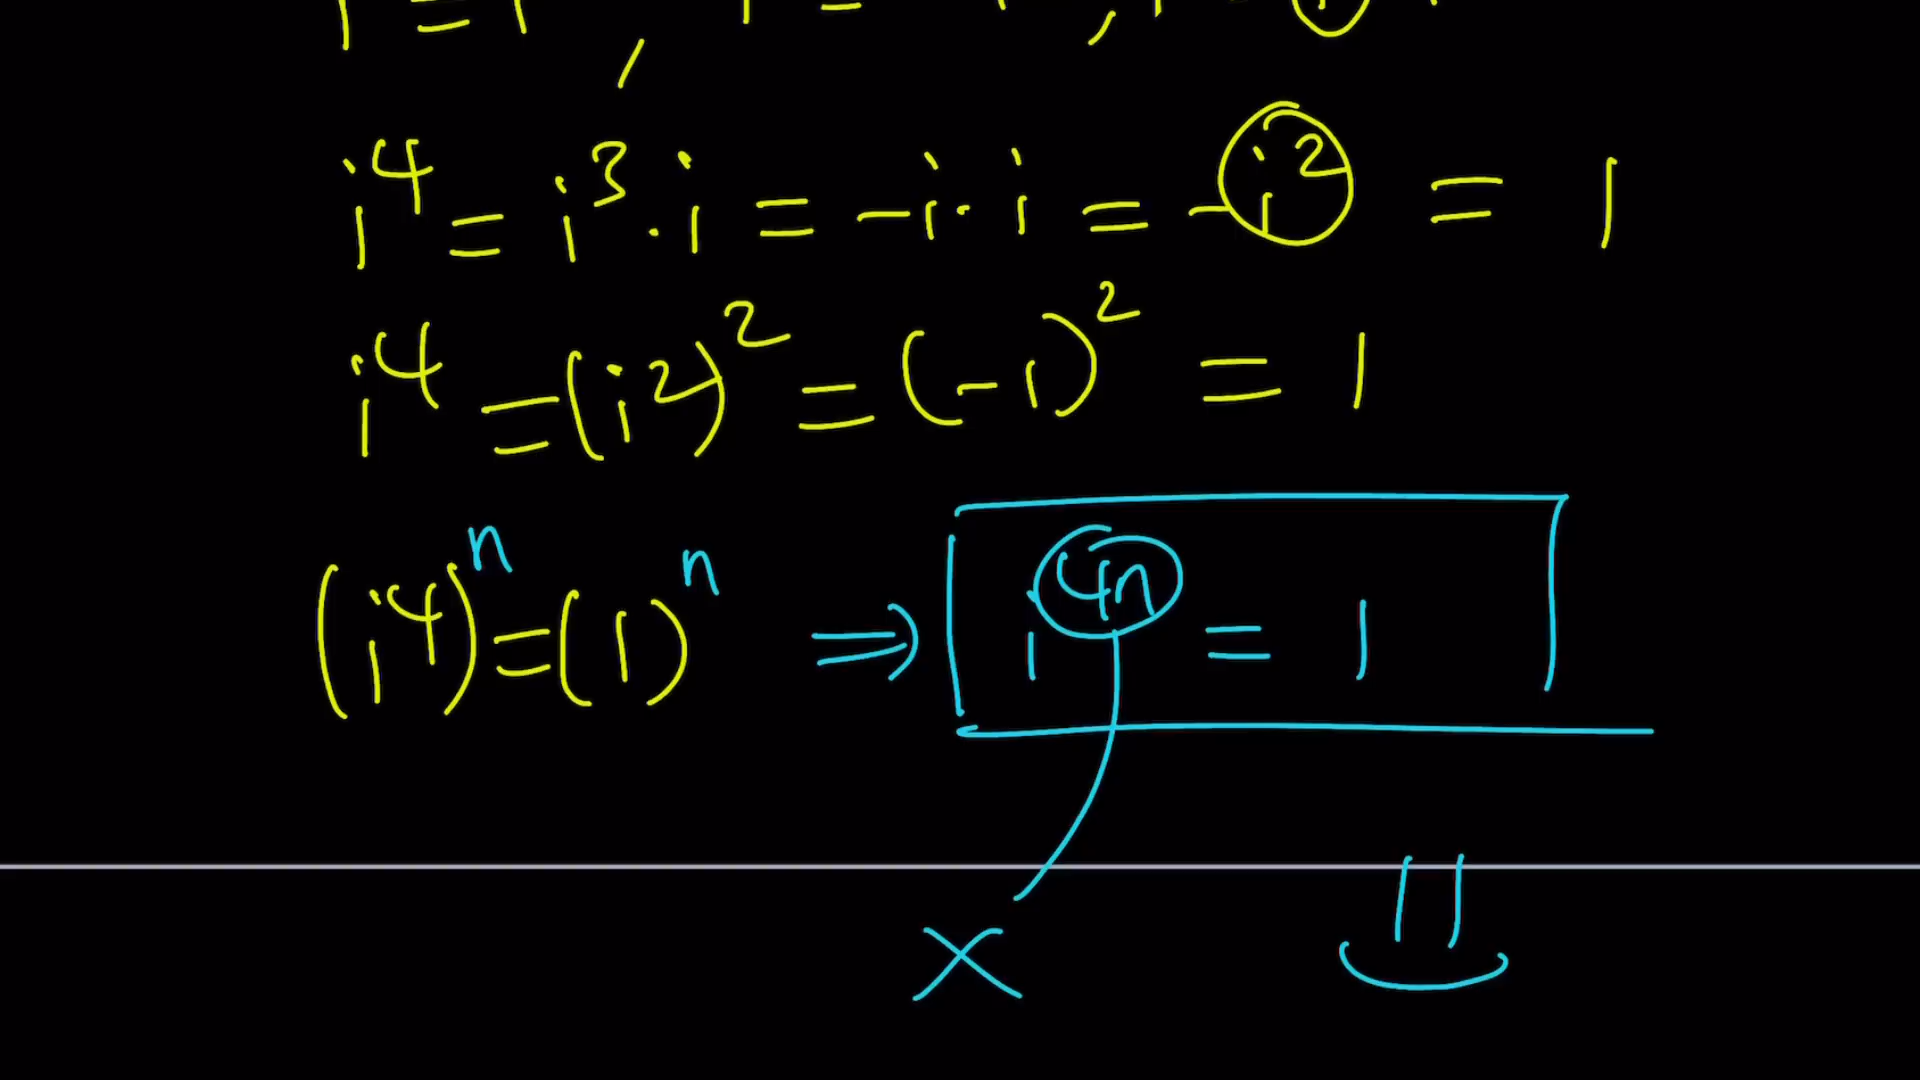 i⁴ = i³ · i = -i · i = -i² = 1
i⁴ = (i²)² = (-1)² = 1
(i⁴)ⁿ = (1)ⁿ ⇒ i⁴ⁿ = 1
x